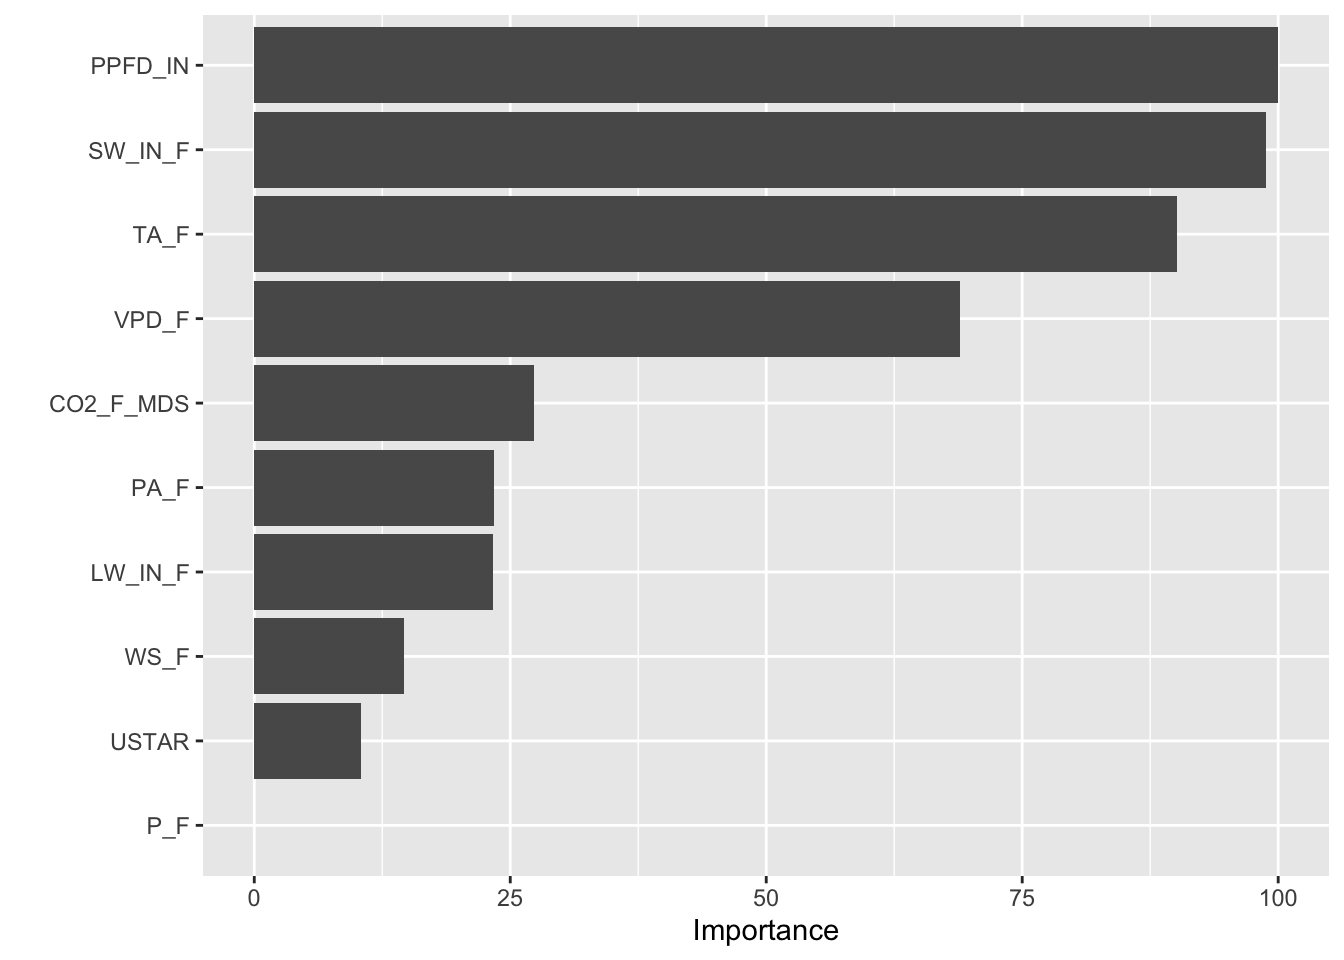 PPFD_IN
SW_IN_F
TA_F
VPD_F
CO2_F_MDS
PA_F
LW_IN_F
WS_F
USTAR
P_F
0 25 50 75 100
Importance